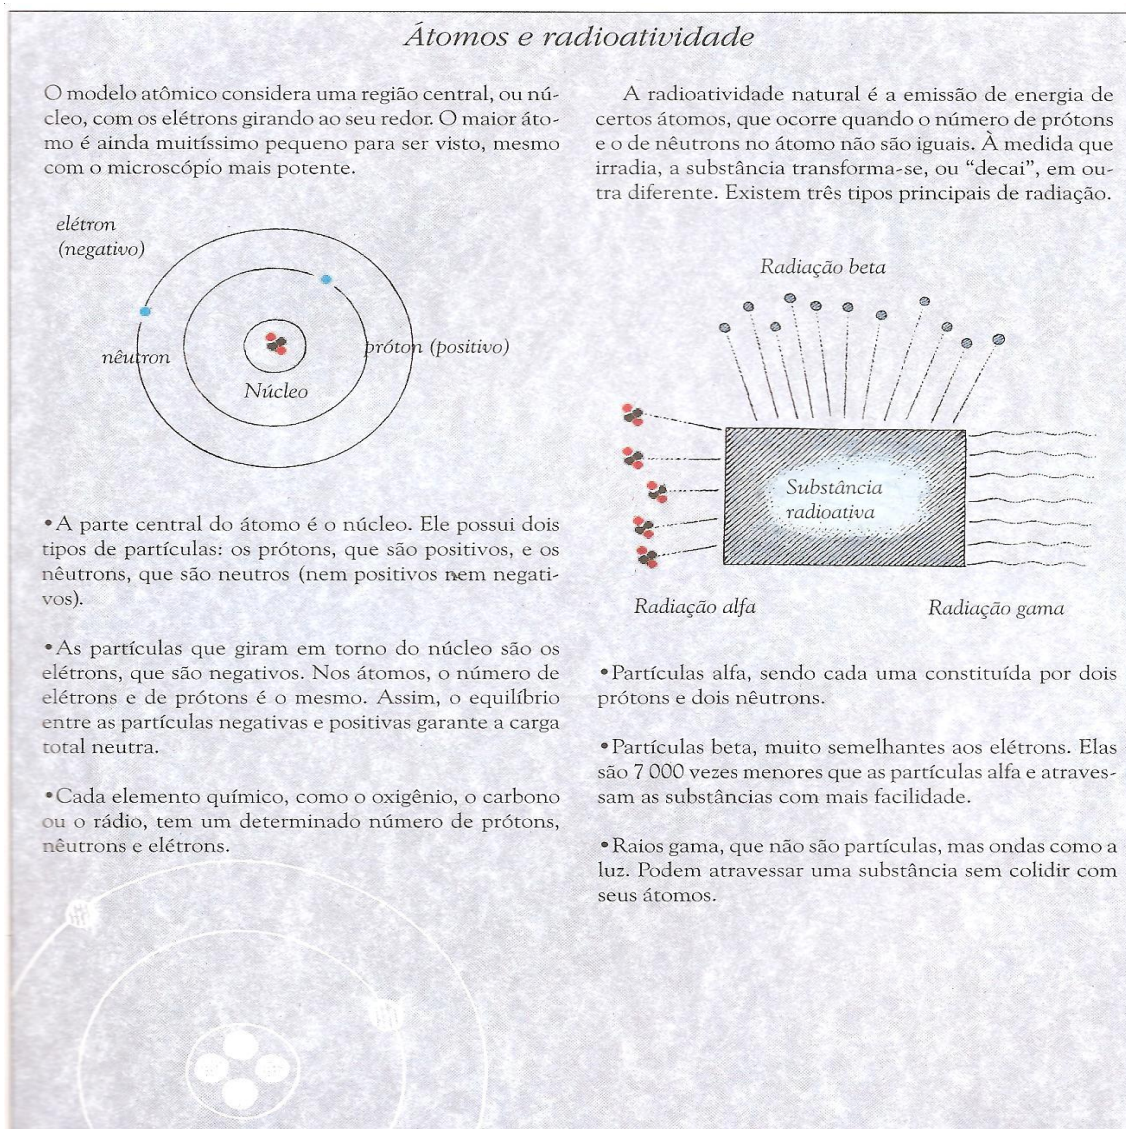 Átomos e radioatividade
O modelo atômico considera uma região central, ou nú-
cleo, com os elétrons girando ao seu redor. O maior áto-
mo é ainda muitíssimo pequeno para ser visto, mesmo
com o microscópio mais potente.
elétron
(negativo)
nêutron
próton (positivo)
Núcleo
•A parte central do átomo é o núcleo. Ele possui dois
tipos de partículas: os prótons, que são positivos, e os
nêutrons, que são neutros (nem positivos nem negati-
vos).
•As partículas que giram em torno do núcleo são os
elétrons, que são negativos. Nos átomos, o número de
elétrons e de prótons é o mesmo. Assim, o equilíbrio
entre as partículas negativas e positivas garante a carga
total neutra.
•Cada elemento químico, como o oxigênio, o carbono
ou o rádio, tem um determinado número de prótons,
nêutrons e elétrons.
A radioatividade natural é a emissão de energia de
certos átomos, que ocorre quando o número de prótons
e o de nêutrons no átomo não são iguais. À medida que
irradia, a substância transforma-se, ou “decai”, em ou-
tra diferente. Existem três tipos principais de radiação.
Radiação beta
Substância
radioativa
Radiação alfa
Radiação gama
•Partículas alfa, sendo cada uma constituída por dois
prótons e dois nêutrons.
•Partículas beta, muito semelhantes aos elétrons. Elas
são 7 000 vezes menores que as partículas alfa e atraves-
sam as substâncias com mais facilidade.
•Raios gama, que não são partículas, mas ondas como a
luz. Podem atravessar uma substância sem colidir com
seus átomos.